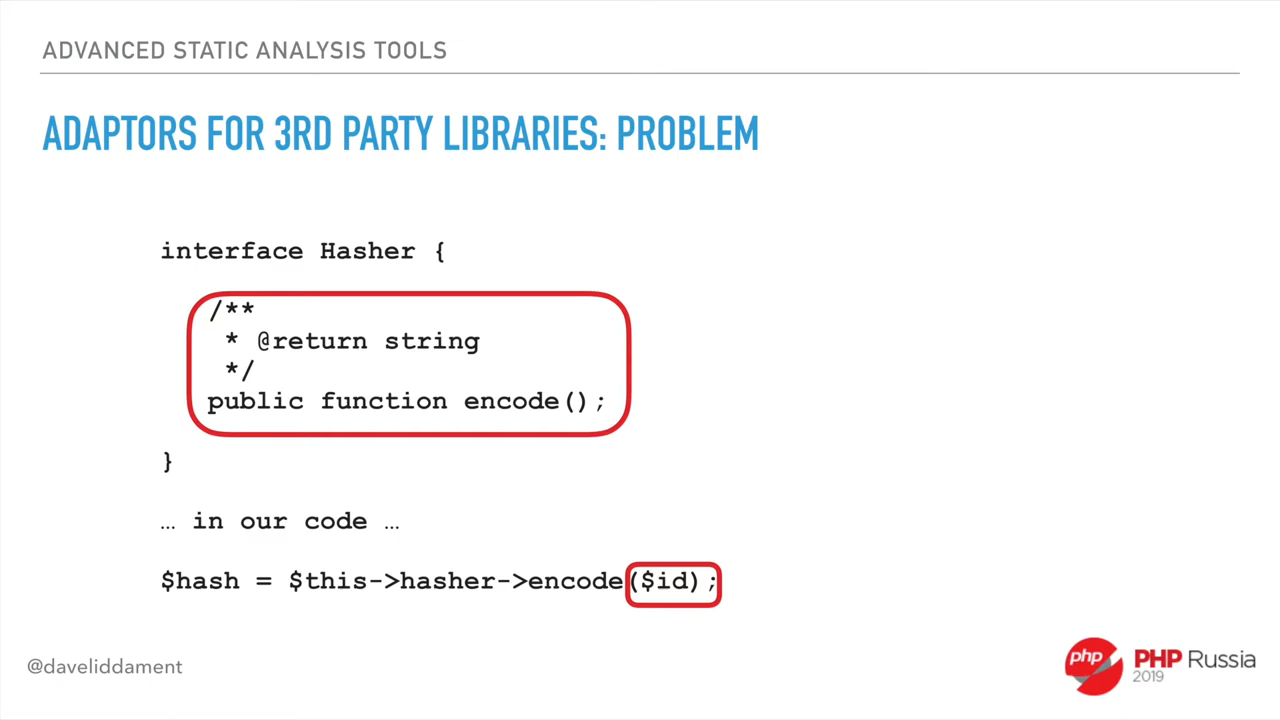 ADVANCED STATIC ANALYSIS TOOLS
ADAPTORS FOR 3RD PARTY LIBRARIES: PROBLEM
interface Hasher {
/**
* @return string
*/
public function encode();
}
… in our code …
$hash = $this->hasher->encode($id);
@daveliddament
php PHP Russia
2019